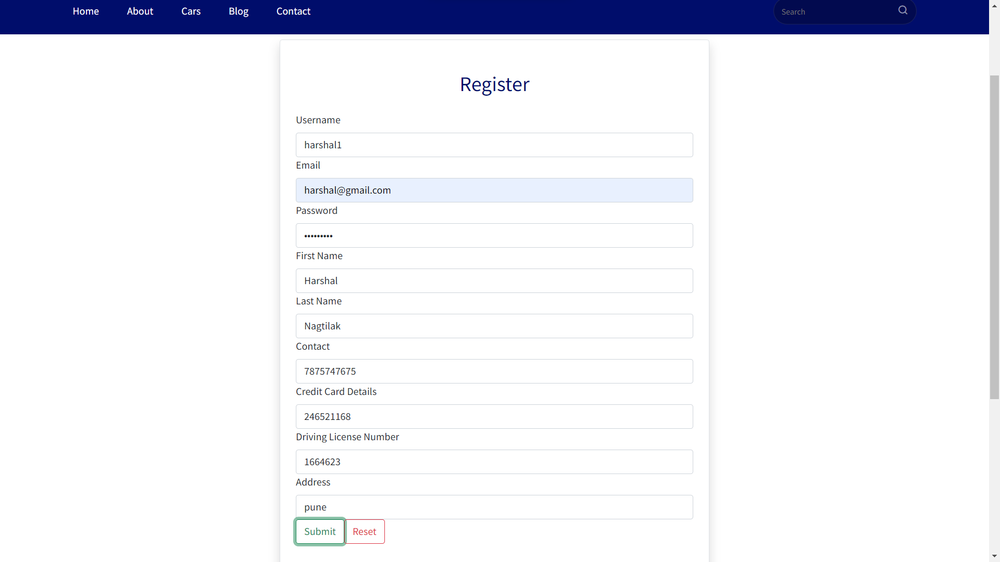 Home About Cars Blog Contact Search
Register
Username
harshal1
Email
harshal@gmail.com
Password
•••••••••
First Name
Harshal
Last Name
Nagtilak
Contact
7875747675
Credit Card Details
246521168
Driving License Number
1664623
Address
pune
Submit Reset